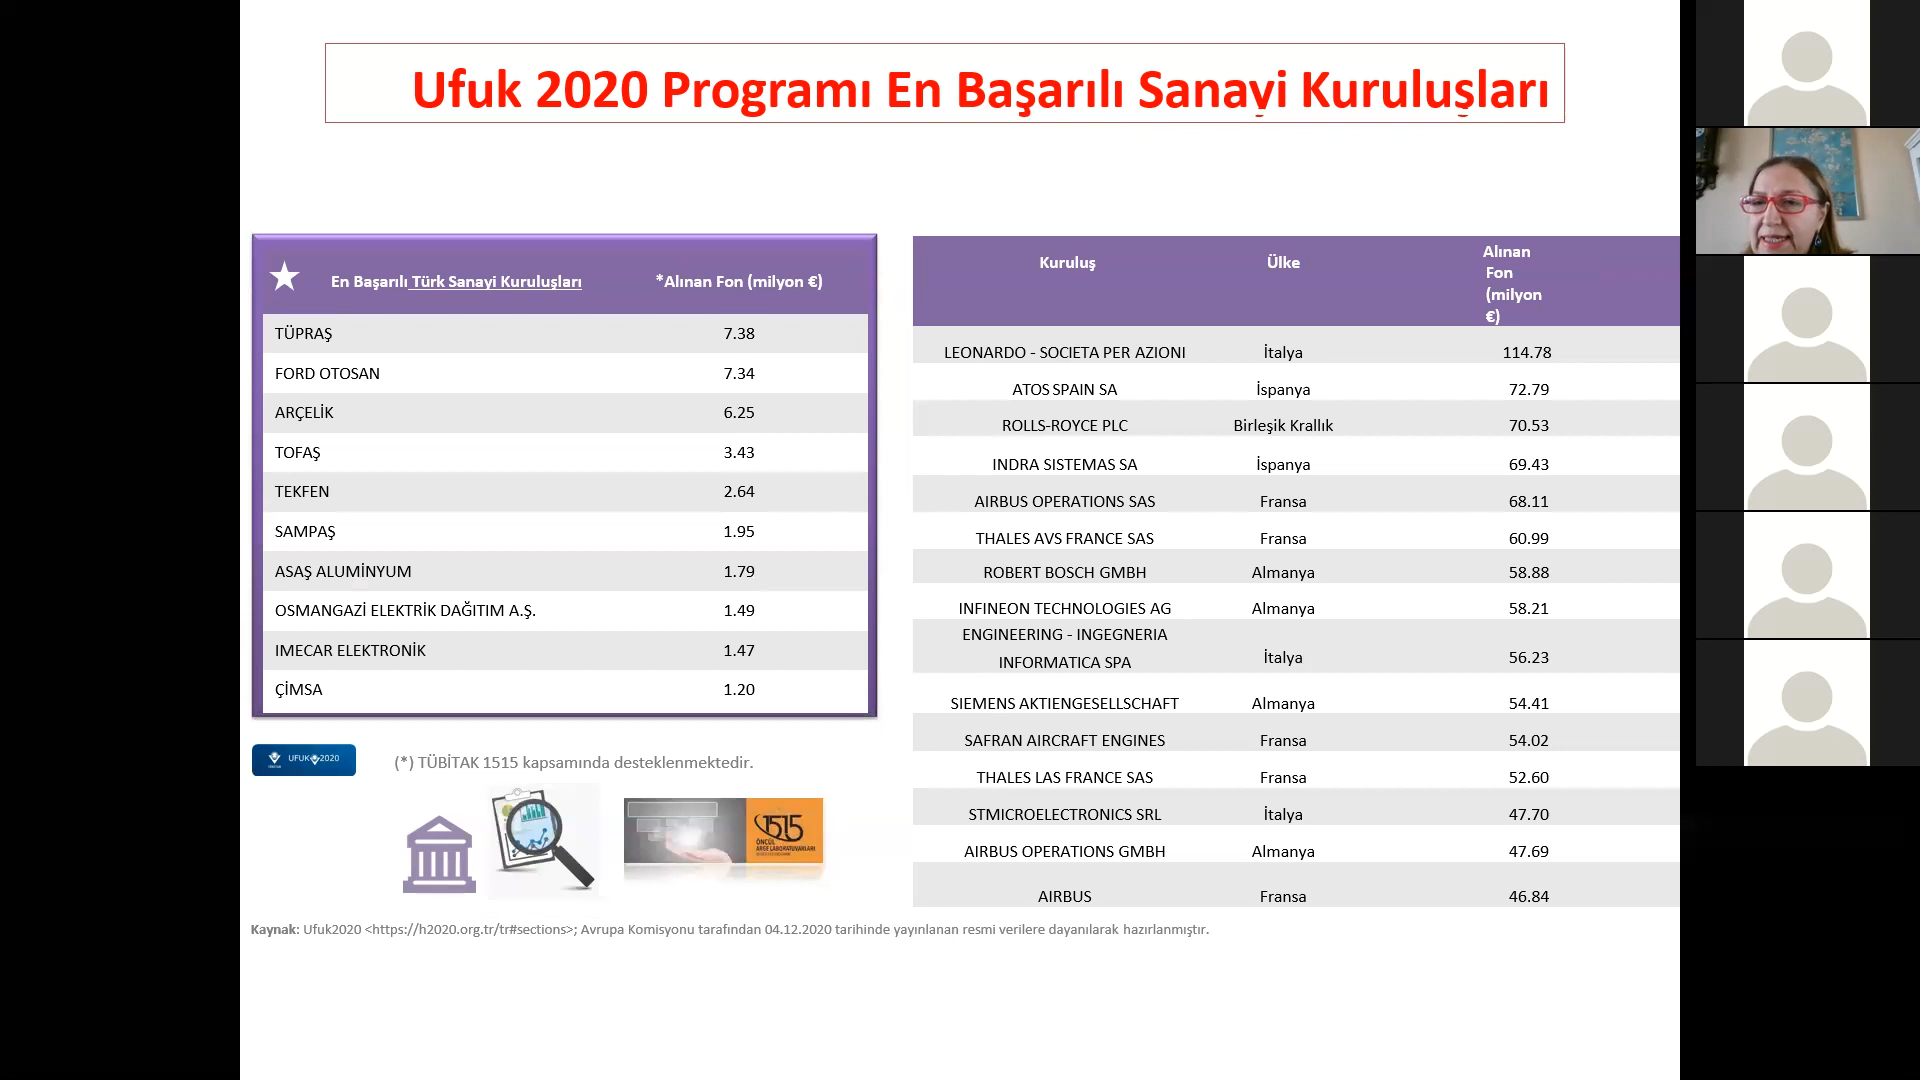 Ufuk 2020 Programı En Başarılı Sanayi Kuruluşları
En Başarılı Türk Sanayi Kuruluşları *Alınan Fon (milyon €)
TÜPRAŞ 7.38
FORD OTOSAN 7.34
ARÇELİK 6.25
TOFAŞ 3.43
TEKFEN 2.64
SAMPAŞ 1.95
ASAŞ ALUMİNYUM 1.79
OSMANGAZİ ELEKTRİK DAĞITIM A.Ş. 1.49
IMECAR ELEKTRONİK 1.47
ÇİMSA 1.20
UFUK 2020
(*) TÜBİTAK 1515 kapsamında desteklenmektedir.
1515
ÖNCÜL
ARGE LABORATUVARLARI
Kuruluş Ülke Alınan
Fon
(milyon
€)
LEONARDO - SOCIETA PER AZIONI İtalya 114.78
ATOS SPAIN SA İspanya 72.79
ROLLS-ROYCE PLC Birleşik Krallık 70.53
INDRA SISTEMAS SA İspanya 69.43
AIRBUS OPERATIONS SAS Fransa 68.11
THALES AVS FRANCE SAS Fransa 60.99
ROBERT BOSCH GMBH Almanya 58.88
INFINEON TECHNOLOGIES AG Almanya 58.21
ENGINEERING - INGEGNERIA
INFORMATICA SPA İtalya 56.23
SIEMENS AKTIENGESELLSCHAFT Almanya 54.41
SAFRAN AIRCRAFT ENGINES Fransa 54.02
THALES LAS FRANCE SAS Fransa 52.60
STMICROELECTRONICS SRL İtalya 47.70
AIRBUS OPERATIONS GMBH Almanya 47.69
AIRBUS Fransa 46.84
Kaynak: Ufuk2020 <https://h2020.org.tr/tr#sections>; Avrupa Komisyonu tarafından 04.12.2020 tarihinde yayınlanan resmi verilere dayanılarak hazırlanmıştır.